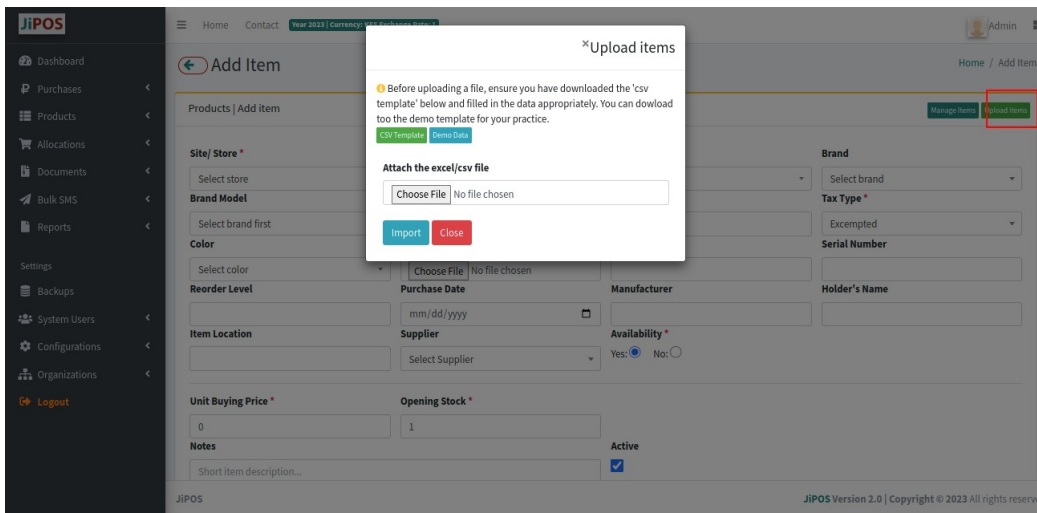 JiPOS
Home Contact Year 2023 | Currency: KES Exchange Rate: 1
Admin
Dashboard
Purchases
Products
Allocations
Documents
Bulk SMS
Reports
Settings
Backups
System Users
Configurations
Organizations
Logout
Add Item
Home / Add Item
Products | Add item
Manage Items Upload Items
×Upload items
Before uploading a file, ensure you have downloaded the 'csv
template' below and filled in the data appropriately. You can dowload
too the demo template for your practice.
CSV Template Demo Data
Attach the excel/csv file
Choose File No file chosen
Import Close
Site/ Store *
Brand
Select store
Select brand
Brand Model
Tax Type *
Select brand first
Excempted
Color
Serial Number
Select color
Choose File No file chosen
Reorder Level Purchase Date Manufacturer Holder's Name
mm/dd/yyyy
Item Location Supplier Availability *
Select Supplier
Yes: No:
Unit Buying Price * Opening Stock *
0 1
Notes Active
Short item description...
JiPOS
JiPOS Version 2.0 | Copyright © 2023 All rights reserve